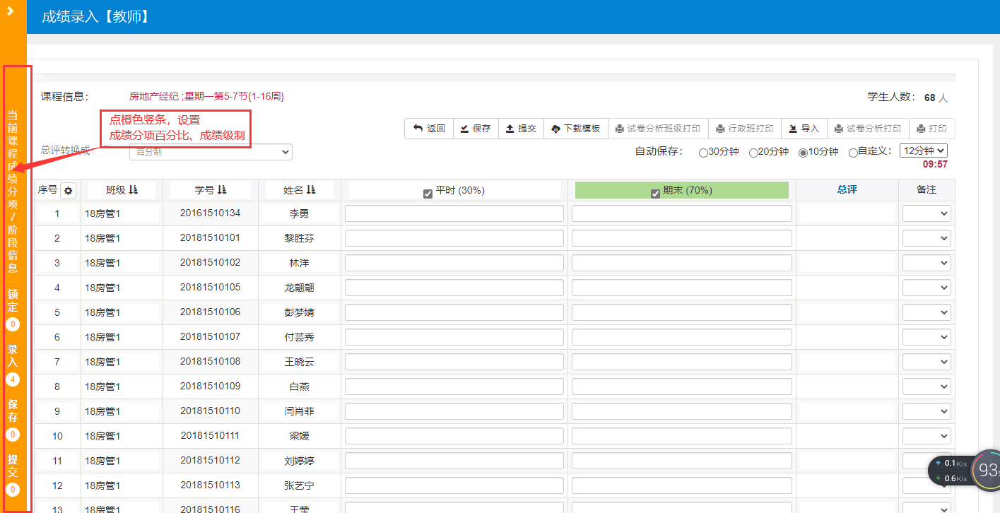 成绩录入【教师】
课程信息：
房地产经纪 ;星期一第5-7节{1-16周}
学生人数： 68 人
点橙色竖条，设置
成绩分项百分比、成绩级制
返回 保存 提交 下载模板 试卷分析班级打印 行政班打印 导入 试卷分析打印 打印
总评转换成：
百分制
自动保存： 30分钟 20分钟 10分钟 自定义： 12分钟
09:57
当前课程成绩分项/阶段信息
锁定
0
录入
4
保存
0
提交
0
序号 班级 学号 姓名 平时 (30%) 期末 (70%) 总评 备注
1 18房管1 20161510134 李勇
2 18房管1 20181510101 黎胜芬
3 18房管1 20181510102 林洋
4 18房管1 20181510105 龙翩翩
5 18房管1 20181510106 彭梦婧
6 18房管1 20181510107 付芸秀
7 18房管1 20181510108 王晓云
8 18房管1 20181510109 白燕
9 18房管1 20181510110 闫肖菲
10 18房管1 20181510111 梁媛
11 18房管1 20181510112 刘婷婷
12 18房管1 20181510113 张艺宁
13 18房管1 20181510116 王莹
0.1K/s
0.6K/s
93